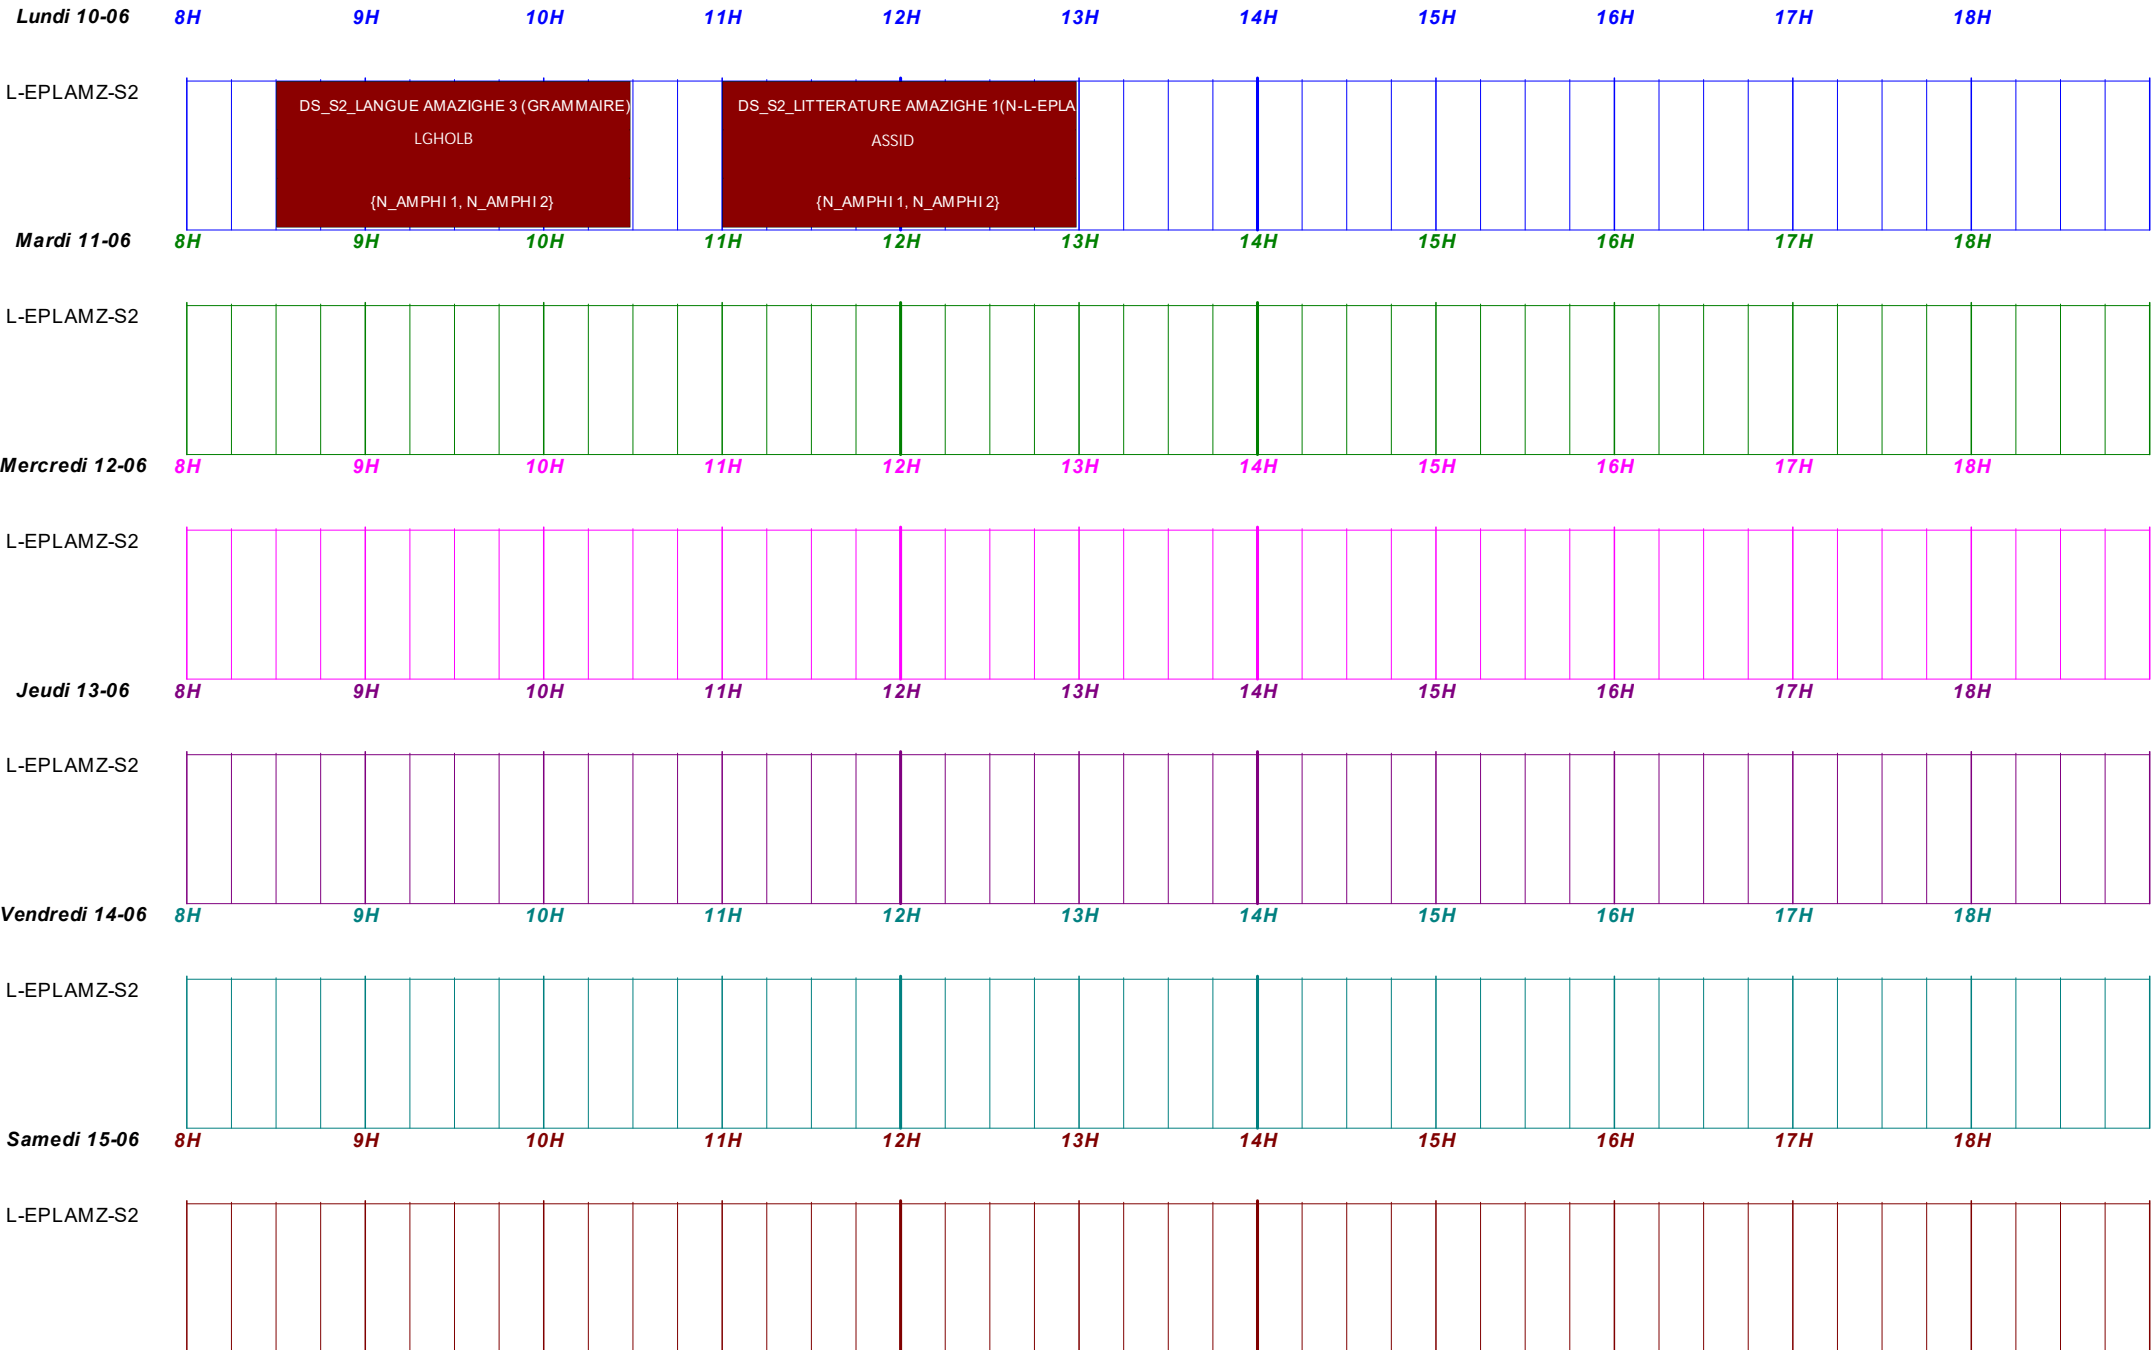 Lundi 10-06 8H 9H 10H 11H 12H 13H 14H 15H 16H 17H 18H
L-EPLAMZ-S2
DS_S2_LANGUE AMAZIGHE 3 (GRAMMAIRE)
LGHOLB
{N_AMPHI 1, N_AMPHI 2}
DS_S2_LITTERATURE AMAZIGHE 1(N-L-EPLA
ASSID
{N_AMPHI 1, N_AMPHI 2}
Mardi 11-06 8H 9H 10H 11H 12H 13H 14H 15H 16H 17H 18H
L-EPLAMZ-S2
Mercredi 12-06 8H 9H 10H 11H 12H 13H 14H 15H 16H 17H 18H
L-EPLAMZ-S2
Jeudi 13-06 8H 9H 10H 11H 12H 13H 14H 15H 16H 17H 18H
L-EPLAMZ-S2
Vendredi 14-06 8H 9H 10H 11H 12H 13H 14H 15H 16H 17H 18H
L-EPLAMZ-S2
Samedi 15-06 8H 9H 10H 11H 12H 13H 14H 15H 16H 17H 18H
L-EPLAMZ-S2